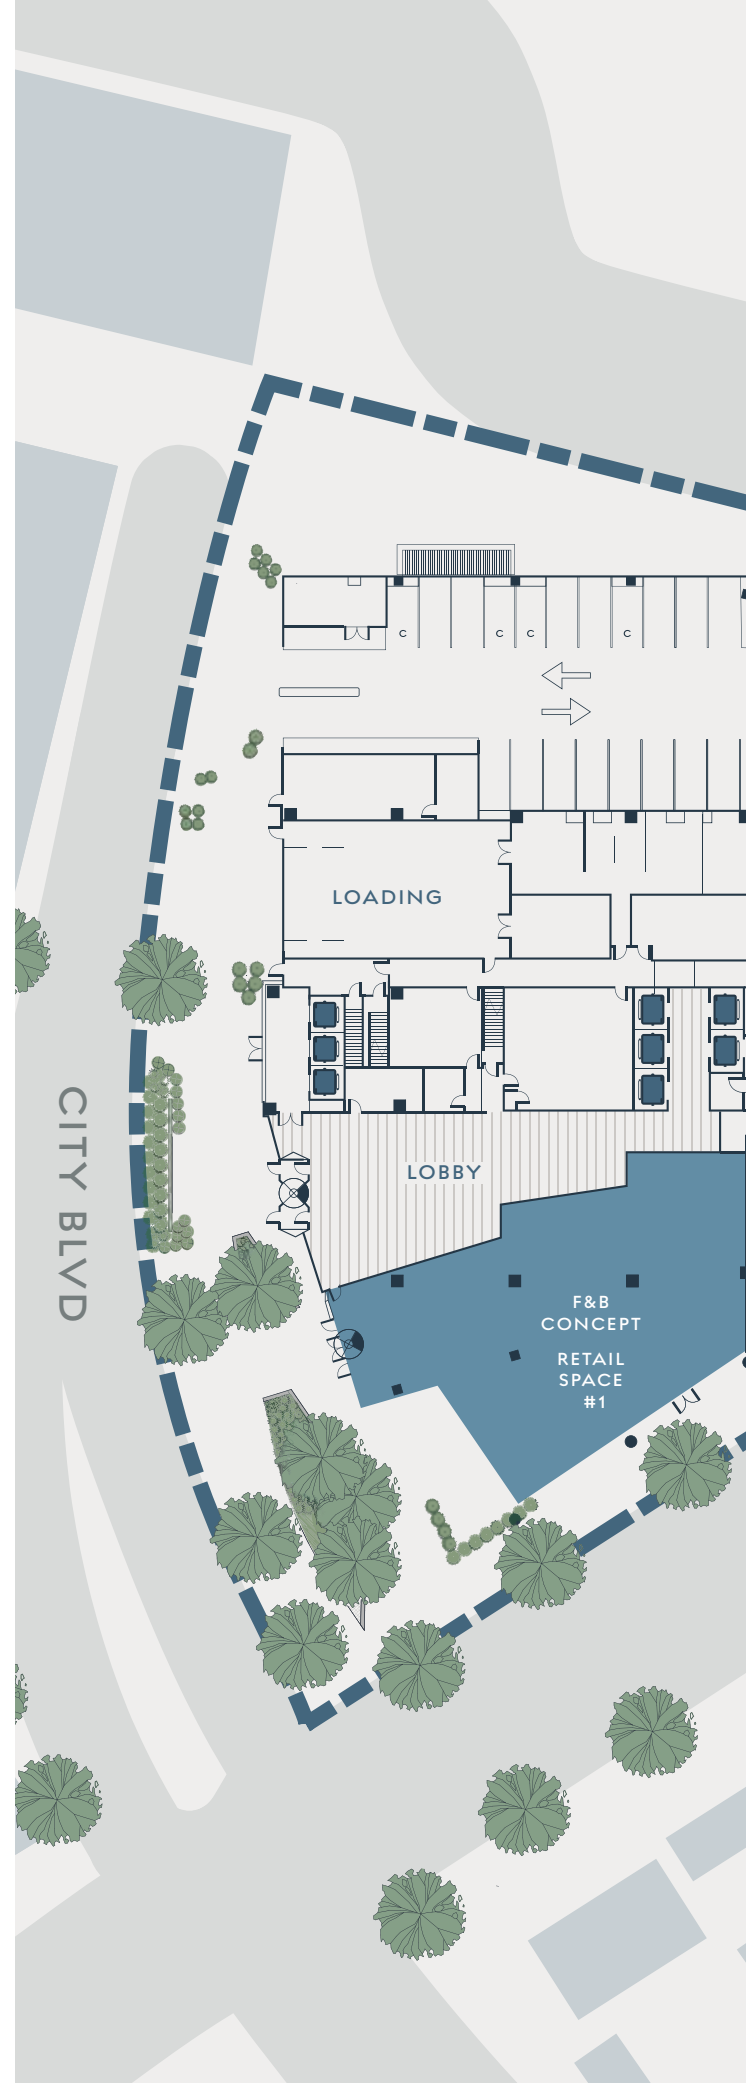 C
C
C
C
LOADING
CITY BLVD
LOBBY
F&B
CONCEPT
RETAIL
SPACE
#1